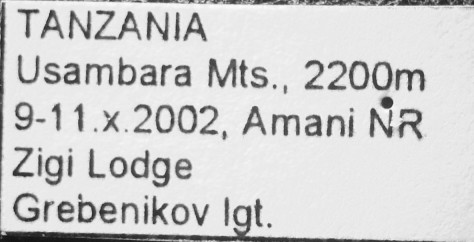 TANZANIA
Usambara Mts., 2200m
9-11.x.2002, Amani NR
Zigi Lodge
Grebenikov lgt.